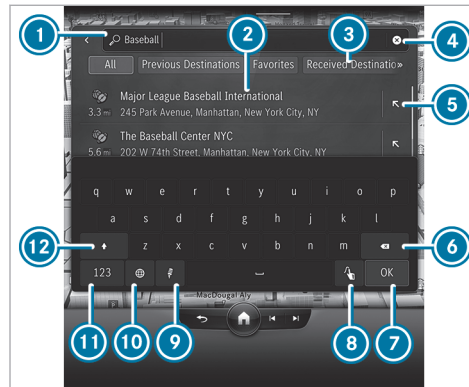 1
2
3
4
Baseball
All Previous Destinations Favorites Received Destinatio»
Major League Baseball International
5
3.3 mi 245 Park Avenue, Manhattan, New York City, NY
The Baseball Center NYC
5.6 mi 202 W 74th Street, Manhattan, New York City, NY
q w e r t y u i o p
a s d f g h j k l
12
z x c v b n m
6
123 OK
MacDougal Aly
11
10
9
8
7